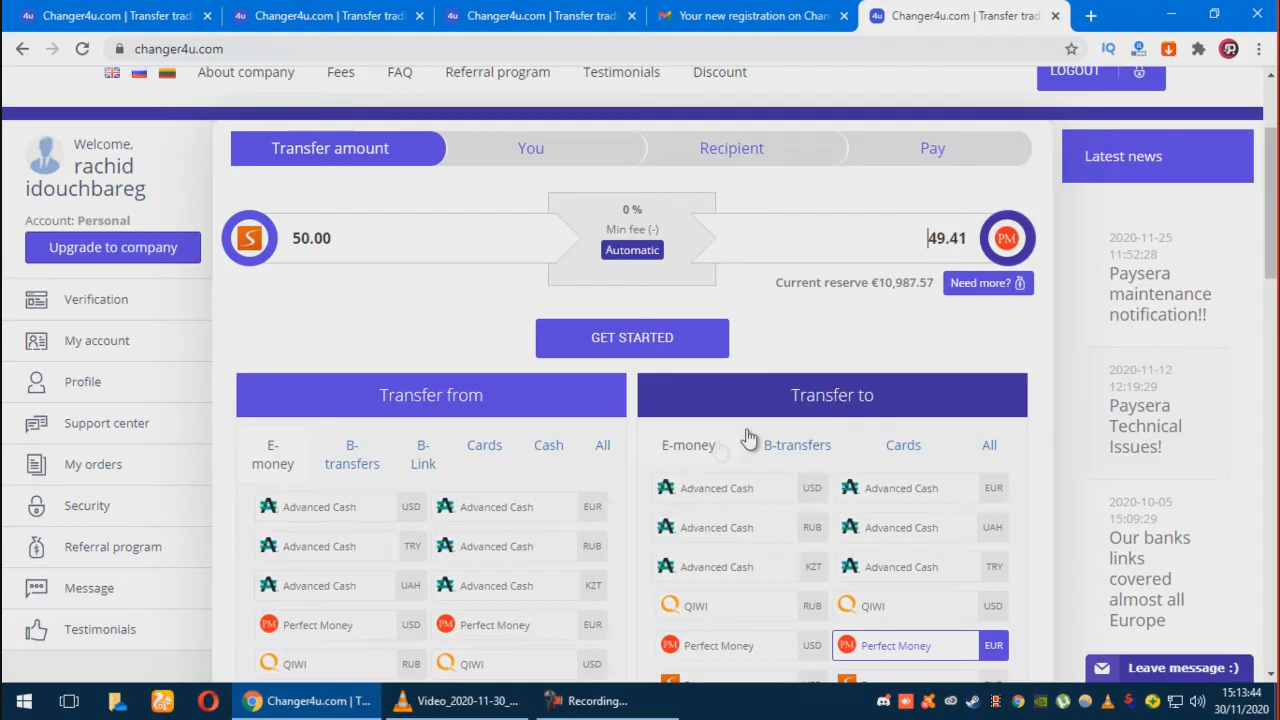 Changer4u.com | Transfer tradi
Changer4u.com | Transfer tradi
Changer4u.com | Transfer tradi
Your new registration on Chan
Changer4u.com | Transfer tradi
changer4u.com
About company
Fees
FAQ
Referral program
Testimonials
Discount
LOGOUT
Welcome,
rachid
idouchbareg
Account: Personal
Upgrade to company
Verification
My account
Profile
Support center
My orders
Security
Referral program
Message
Testimonials
Transfer amount
You
Recipient
Pay
50.00
0 %
Min fee (-)
Automatic
49.41
PM
Current reserve €10,987.57
Need more?
GET STARTED
Transfer from
E-money
B-transfers
B-Link
Cards
Cash
All
Advanced Cash USD
Advanced Cash EUR
Advanced Cash TRY
Advanced Cash RUB
Advanced Cash UAH
Advanced Cash KZT
PM Perfect Money USD
PM Perfect Money EUR
QIWI RUB
QIWI USD
Transfer to
E-money
B-transfers
Cards
All
Advanced Cash USD
Advanced Cash EUR
Advanced Cash RUB
Advanced Cash UAH
Advanced Cash KZT
Advanced Cash TRY
QIWI RUB
QIWI USD
PM Perfect Money USD
PM Perfect Money EUR
Latest news
2020-11-25
11:52:28
Paysera
maintenance
notification!!
2020-11-12
12:19:29
Paysera
Technical
Issues!
2020-10-05
15:09:29
Our banks
links
covered
almost all
Europe
Leave message :)
Changer4u.com | T...
Video_2020-11-30_...
Recording...
15:13:44
30/11/2020